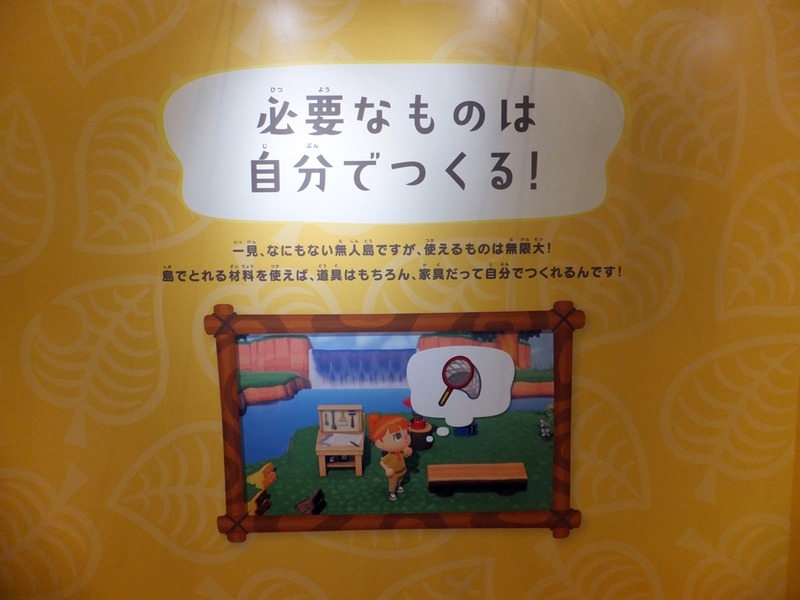 必要なものは
自分でつくる!
一見、なにもない無人島ですが、使えるものは無限大!
島でとれる材料を使えば、道具はもちろん、家具だって自分でつくれるんです!